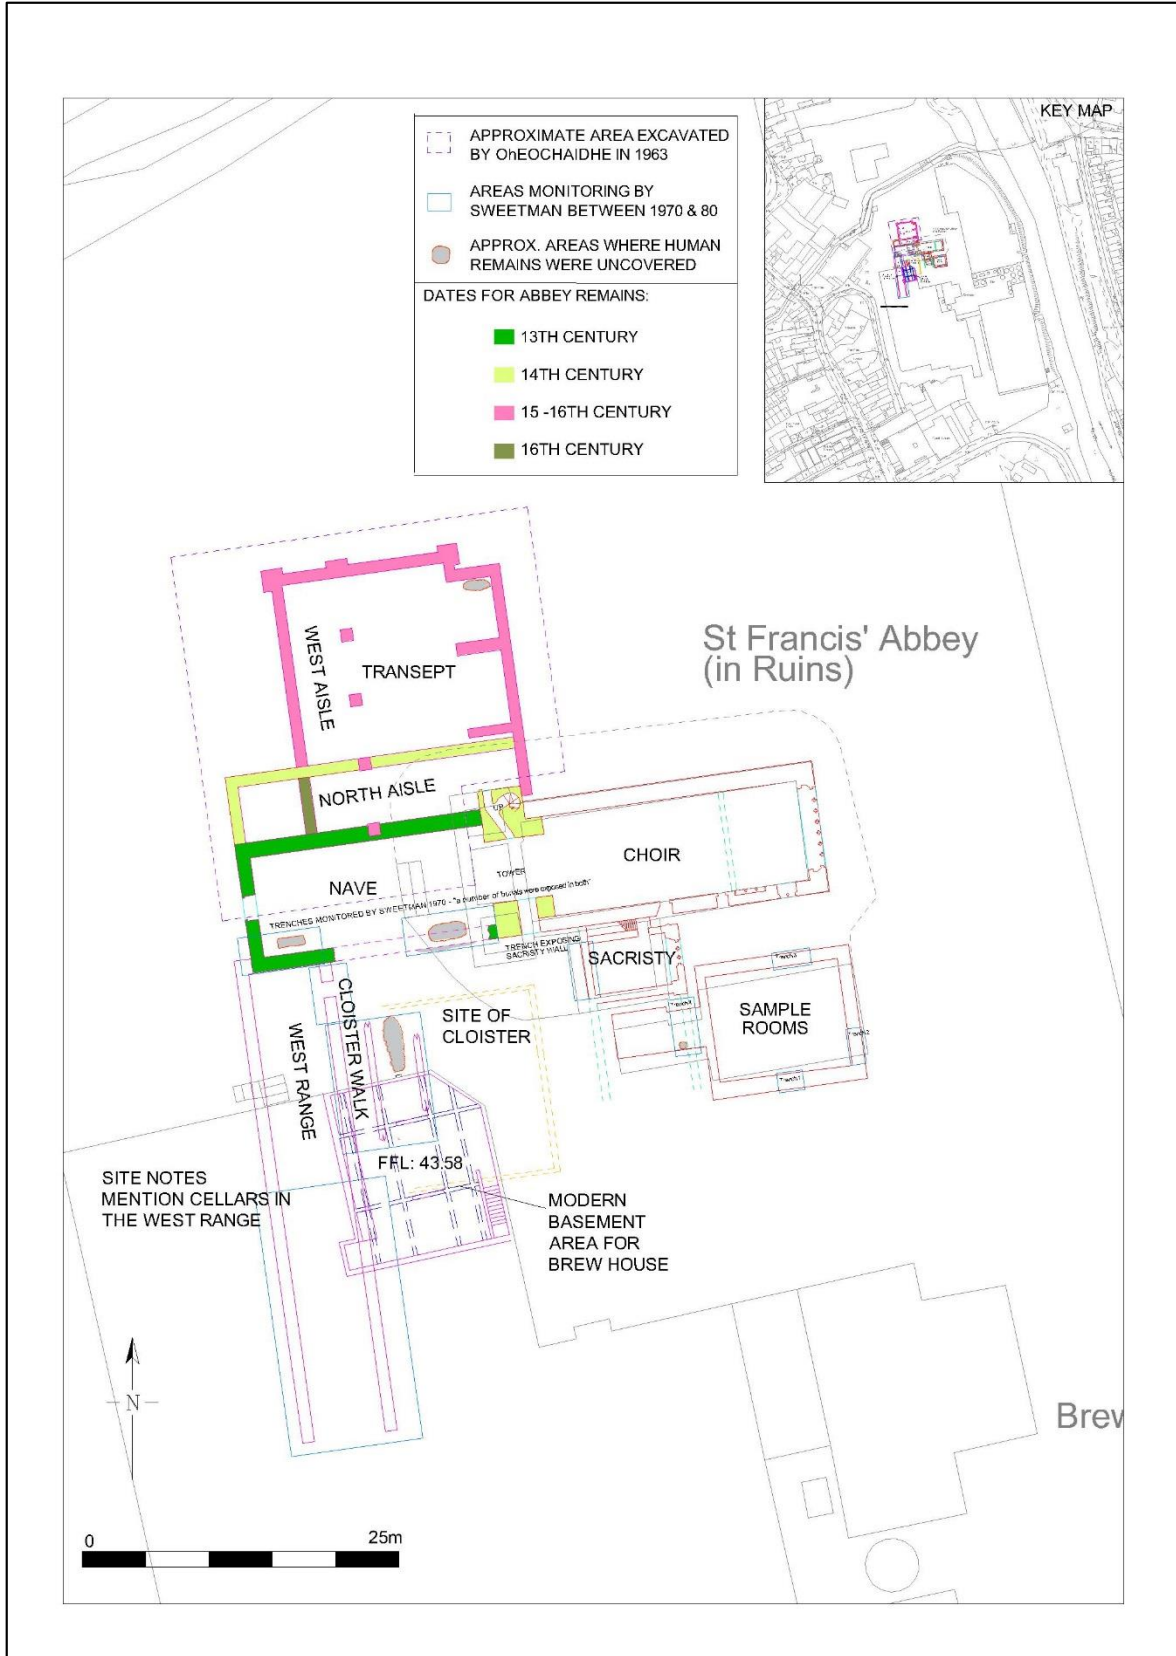 KEY MAP
APPROXIMATE AREA EXCAVATED
BY OhEOCHAIDHE IN 1963
AREAS MONITORING BY
SWEETMAN BETWEEN 1970 & 80
APPROX. AREAS WHERE HUMAN
REMAINS WERE UNCOVERED
DATES FOR ABBEY REMAINS:
13TH CENTURY
14TH CENTURY
15 -16TH CENTURY
16TH CENTURY
St Francis' Abbey
(in Ruins)
WEST AISLE
TRANSEPT
NORTH AISLE
UP
CHOIR
TOWER
NAVE
TRENCHES MONITORED BY SWEETMAN 1970 - "a number of burials were exposed in both"
TRENCH EXPOSING
SACRISTY WALL
SACRISTY
SAMPLE
ROOMS
Trench2
Trench1
CLOISTER WALK
SITE OF
CLOISTER
WEST RANGE
FFL: 43.58
SITE NOTES
MENTION CELLARS IN
THE WEST RANGE
MODERN
BASEMENT
AREA FOR
BREW HOUSE
N
Brew
0
25m